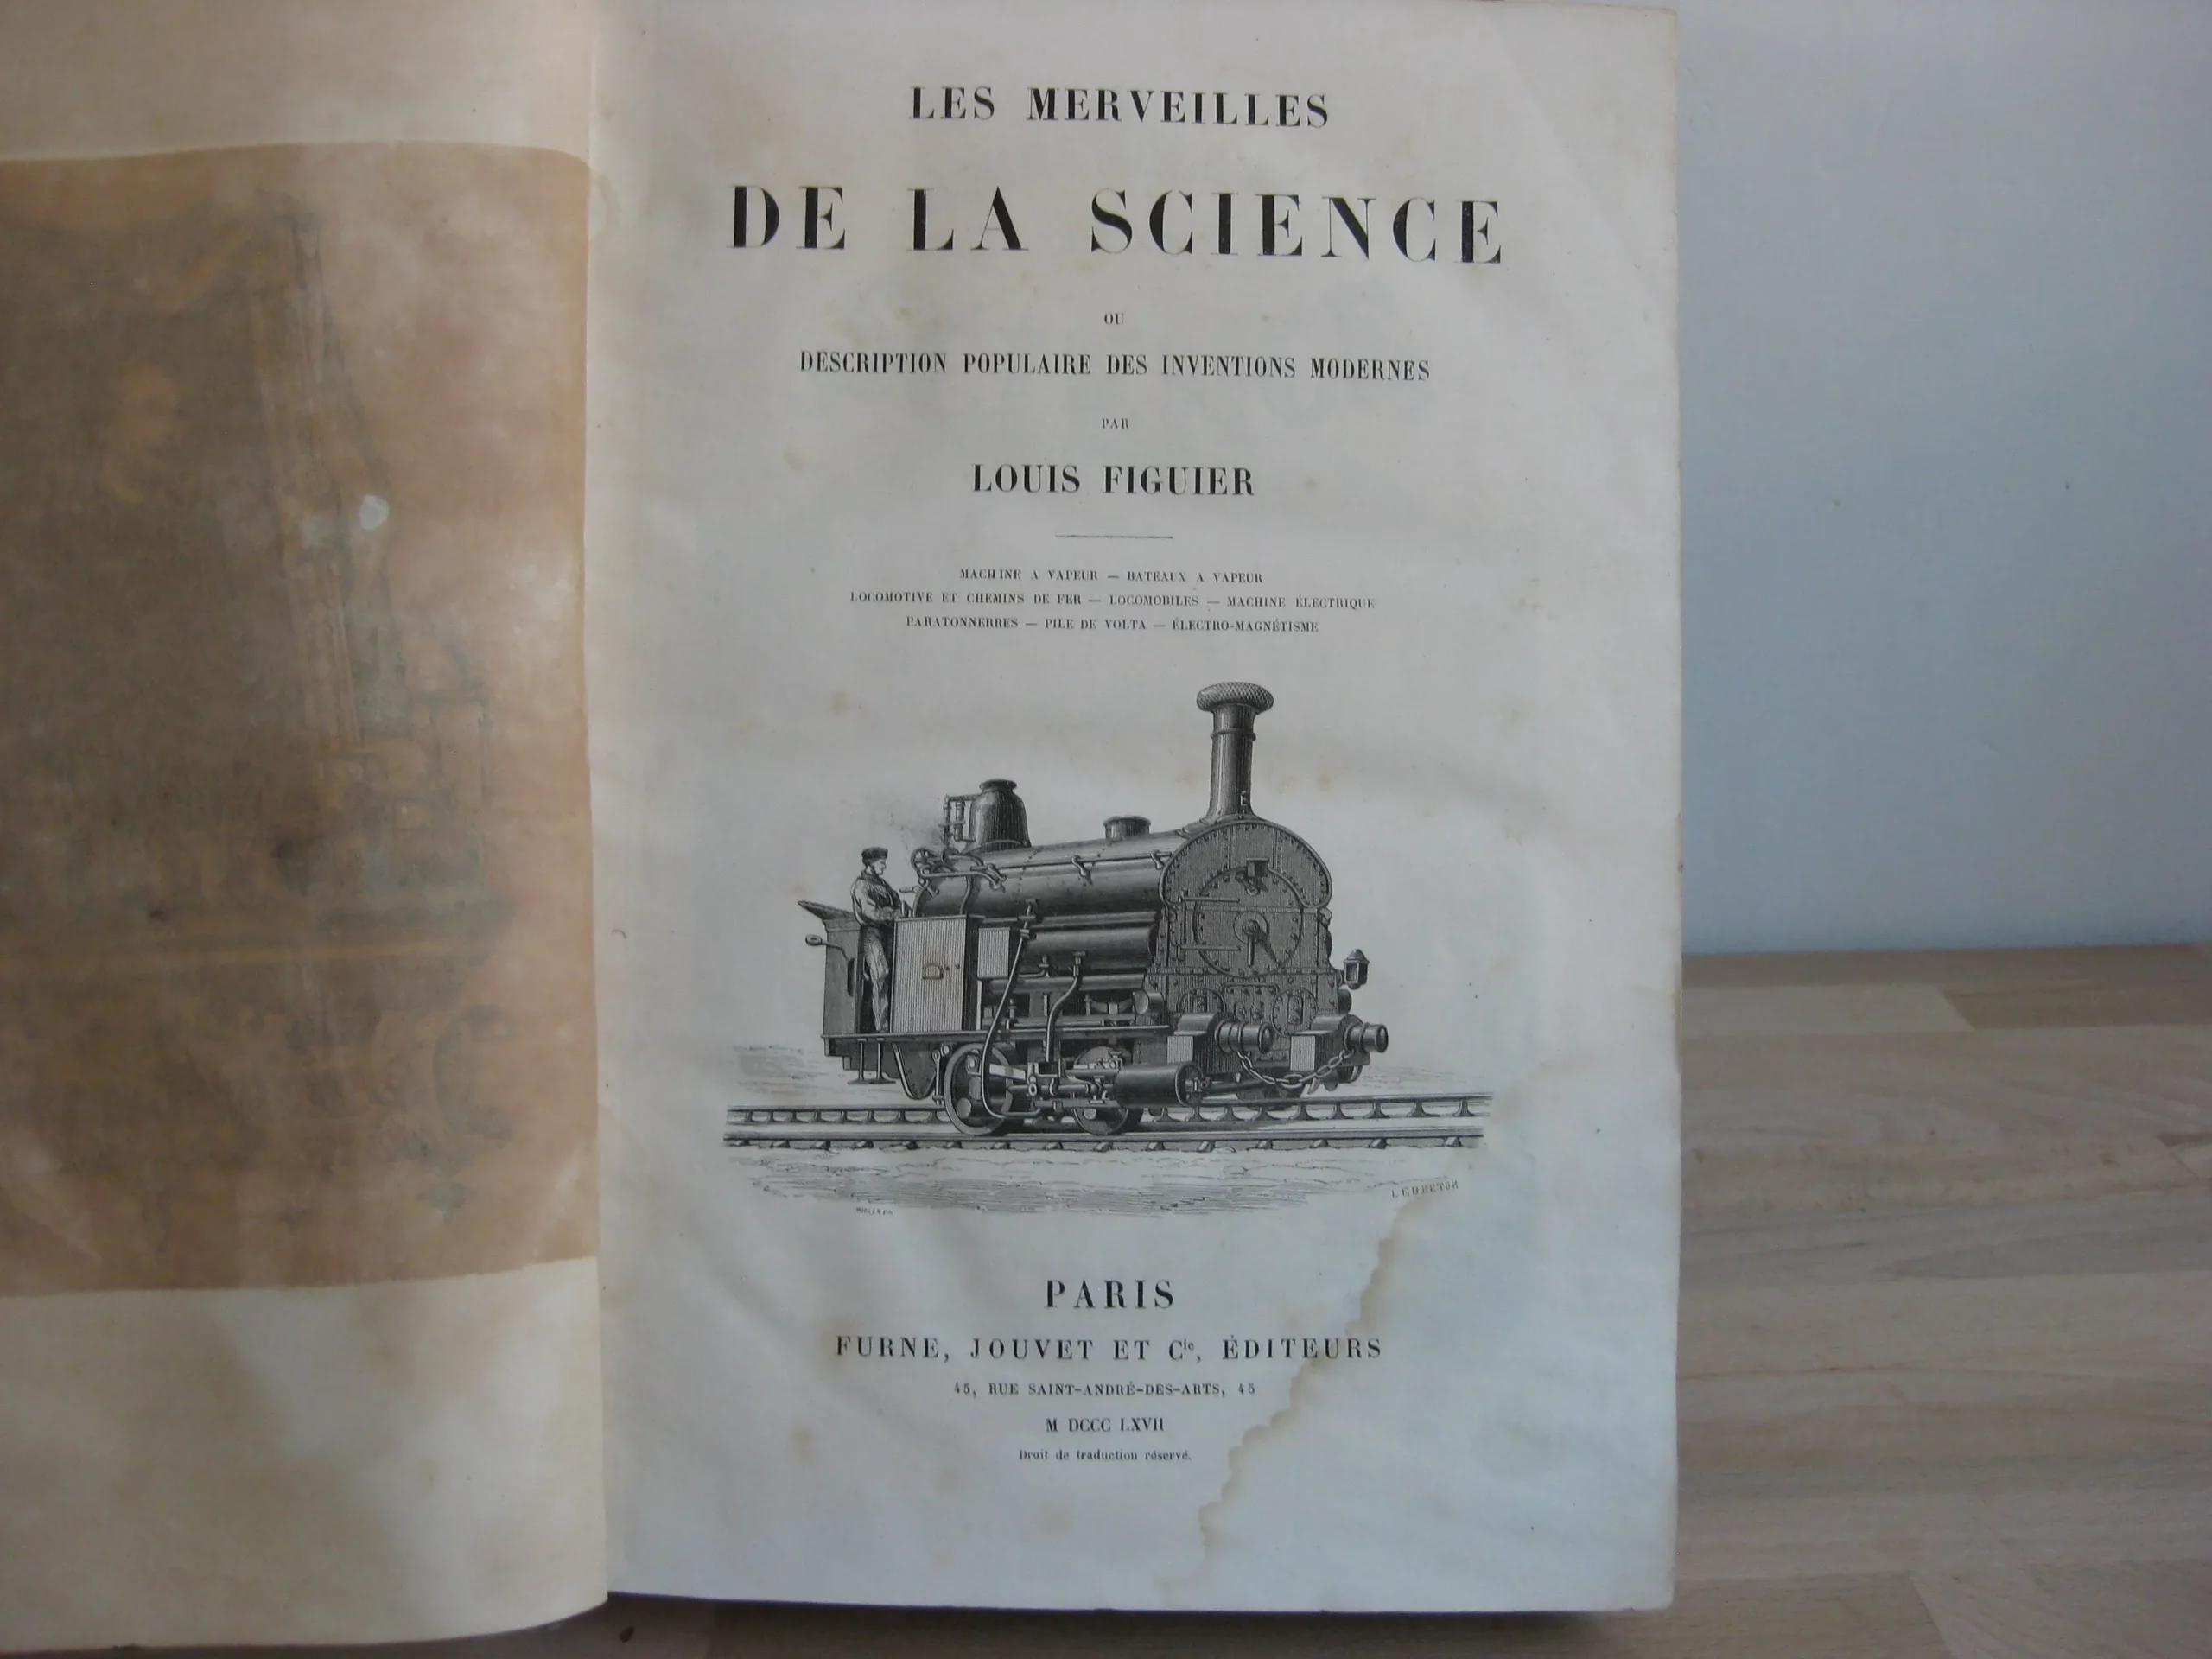 LES MERVEILLES
DE LA SCIENCE
OU
DESCRIPTION POPULAIRE DES INVENTIONS MODERNES
PAR
LOUIS FIGUIER
MACHINE A VAPEUR — BATEAUX A VAPEUR
LOCOMOTIVE ET CHEMINS DE FER — LOCOMOBILES — MACHINE ÉLECTRIQUE
PARATONNERRES — PILE DE VOLTA — ÉLECTRO-MAGNÉTISME
D
LEBRETON
PARIS
FURNE, JOUVET ET Cie, ÉDITEURS
45, RUE SAINT-ANDRÉ-DES-ARTS, 45
M DCCC LXVII
Droit de traduction réservé.